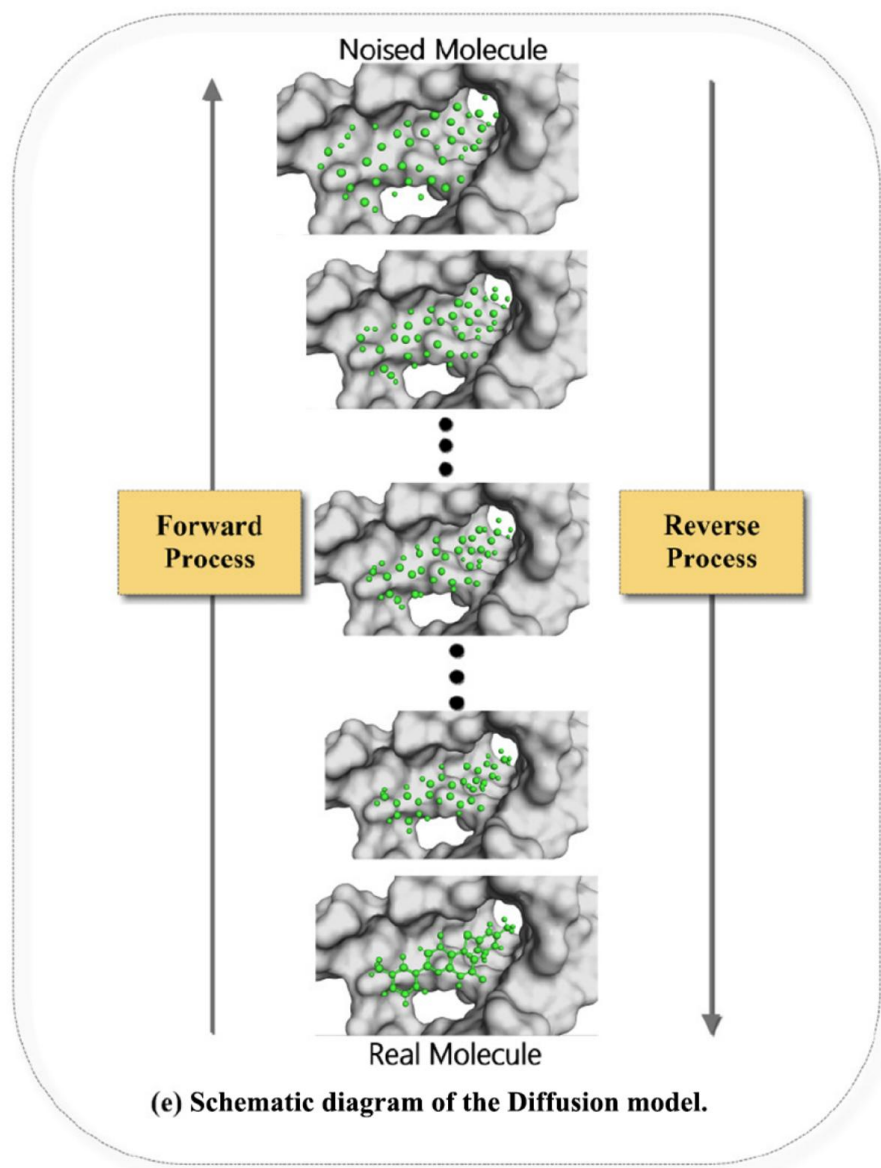 Noised Molecule
Forward
Process
Reverse
Process
Real Molecule
(e) Schematic diagram of the Diffusion model.